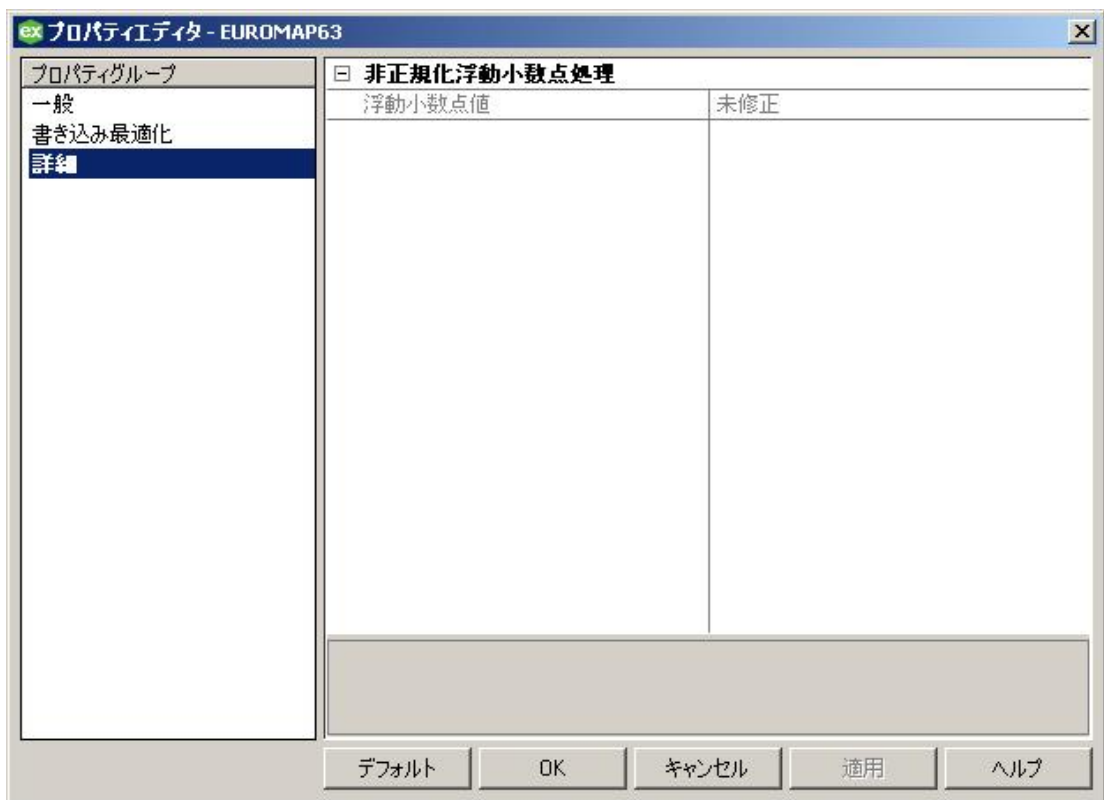 ex プロパティエディタ - EUROMAP63
プロパティグループ
一般
書き込み最適化
詳細
非正規化浮動小数点処理
浮動小数点値 未修正
デフォルト OK キャンセル 適用 ヘルプ